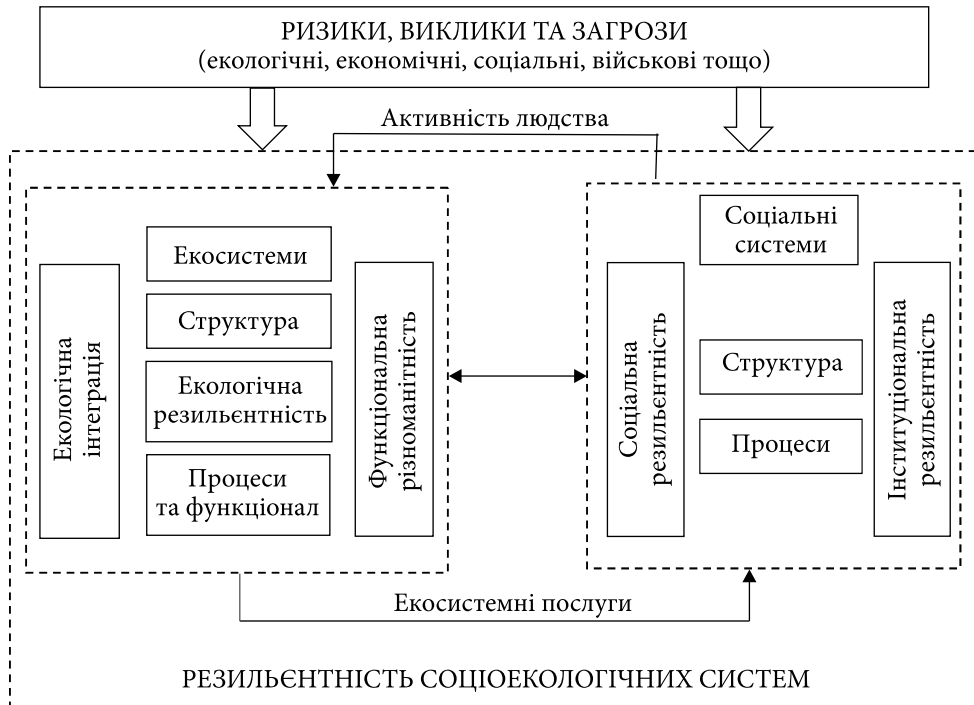 РИЗИКИ, ВИКЛИКИ ТА ЗАГРОЗИ
(екологічні, економічні, соціальні, військові тощо)
Активність людства
Екологічна
інтеграція
Екосистеми
Структура
Екологічна
резильєнтність
Процеси
та функціонал
Функціональна
різноманітність
Соціальна
резильєнтність
Соціальні
системи
Структура
Процеси
Інституціональна
резильєнтність
Екосистемні послуги
РЕЗИЛЬЄНТНІСТЬ СОЦІОЕКОЛОГІЧНИХ СИСТЕМ